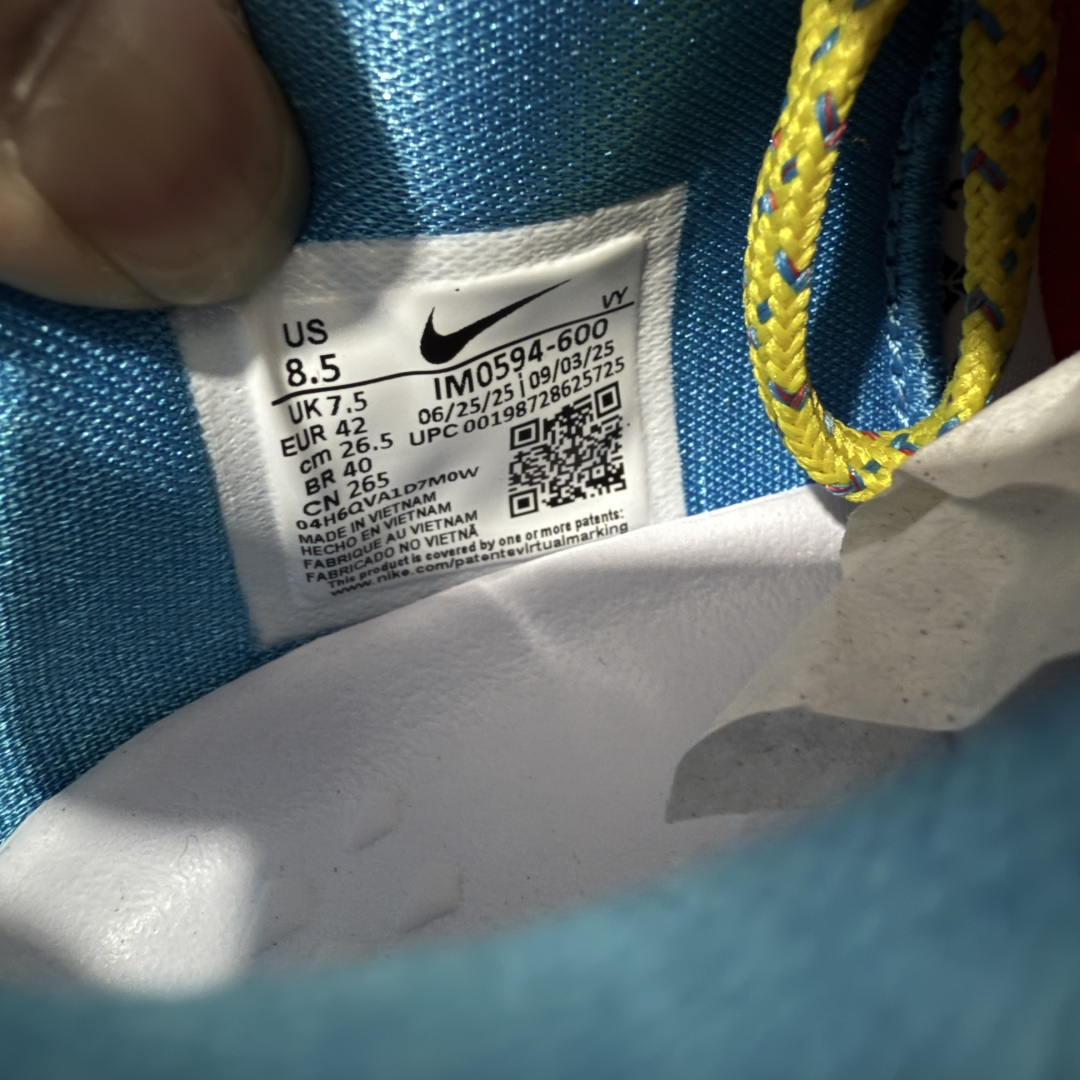 US
8.5
VY
IM0594-600
06/25/25 | 09/03/25
UPC 00198728625725
UK 7.5
EUR 42
cm 26.5
BR 40
CN 265
04H6QVA1D7M0W
MADE IN VIETNAM
HECHO EN VIETNAM
FABRIQUE AU VIETNAM
FABRICADO NO VIETNÃ
This product is covered by one or more patents:
www.nike.com/patentsvirtualmarking